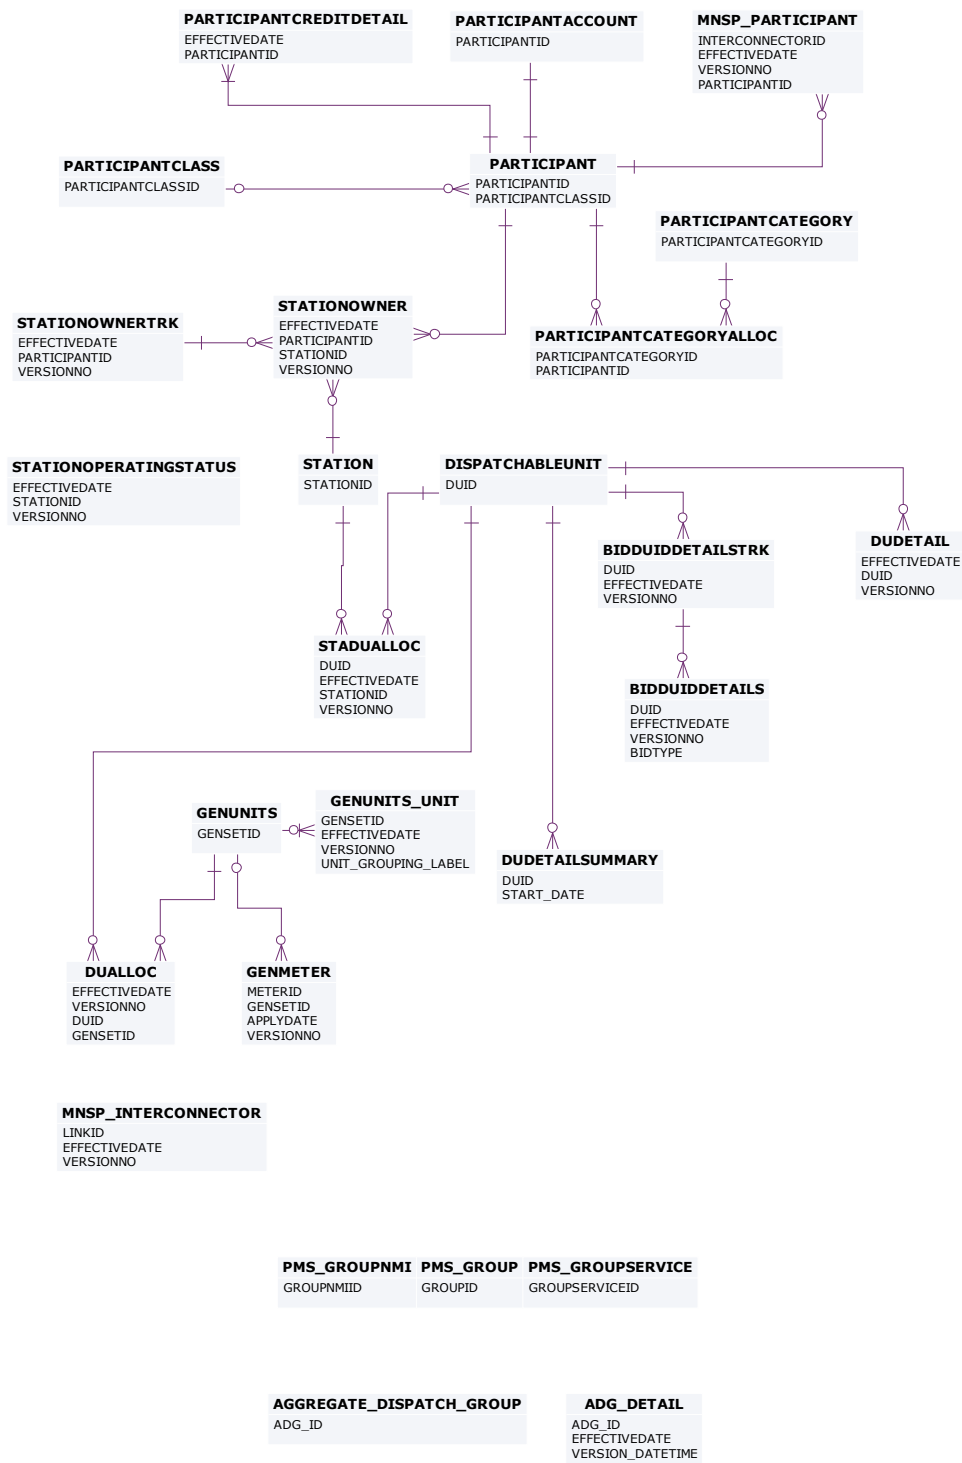 PARTICIPANTCREDITDETAIL
EFFECTIVEDATE
PARTICIPANTID
PARTICIPANTACCOUNT
PARTICIPANTID
MNSP_PARTICIPANT
INTERCONNECTORID
EFFECTIVEDATE
VERSIONNO
PARTICIPANTID
PARTICIPANTCLASS
PARTICIPANTCLASSID
PARTICIPANT
PARTICIPANTID
PARTICIPANTCLASSID
PARTICIPANTCATEGORY
PARTICIPANTCATEGORYID
STATIONOWNERTRK
EFFECTIVEDATE
PARTICIPANTID
VERSIONNO
STATIONOWNER
EFFECTIVEDATE
PARTICIPANTID
STATIONID
VERSIONNO
PARTICIPANTCATEGORYALLOC
PARTICIPANTCATEGORYID
PARTICIPANTID
STATIONOPERATINGSTATUS
EFFECTIVEDATE
STATIONID
VERSIONNO
STATION
STATIONID
DISPATCHABLEUNIT
DUID
BIDDUIDDETAILSTRK
DUID
EFFECTIVEDATE
VERSIONNO
DUDETAIL
EFFECTIVEDATE
DUID
VERSIONNO
STADUALLOC
DUID
EFFECTIVEDATE
STATIONID
VERSIONNO
BIDDUIDDETAILS
DUID
EFFECTIVEDATE
VERSIONNO
BIDTYPE
GENUNITS
GENSETID
GENUNITS_UNIT
GENSETID
EFFECTIVEDATE
VERSIONNO
UNIT_GROUPING_LABEL
DUDETAILSUMMARY
DUID
START_DATE
DUALLOC
EFFECTIVEDATE
VERSIONNO
DUID
GENSETID
GENMETER
METERID
GENSETID
APPLYDATE
VERSIONNO
MNSP_INTERCONNECTOR
LINKID
EFFECTIVEDATE
VERSIONNO
PMS_GROUPNMI
GROUPNMIID
PMS_GROUP
GROUPID
PMS_GROUPSERVICE
GROUPSERVICEID
AGGREGATE_DISPATCH_GROUP
ADG_ID
ADG_DETAIL
ADG_ID
EFFECTIVEDATE
VERSION_DATETIME